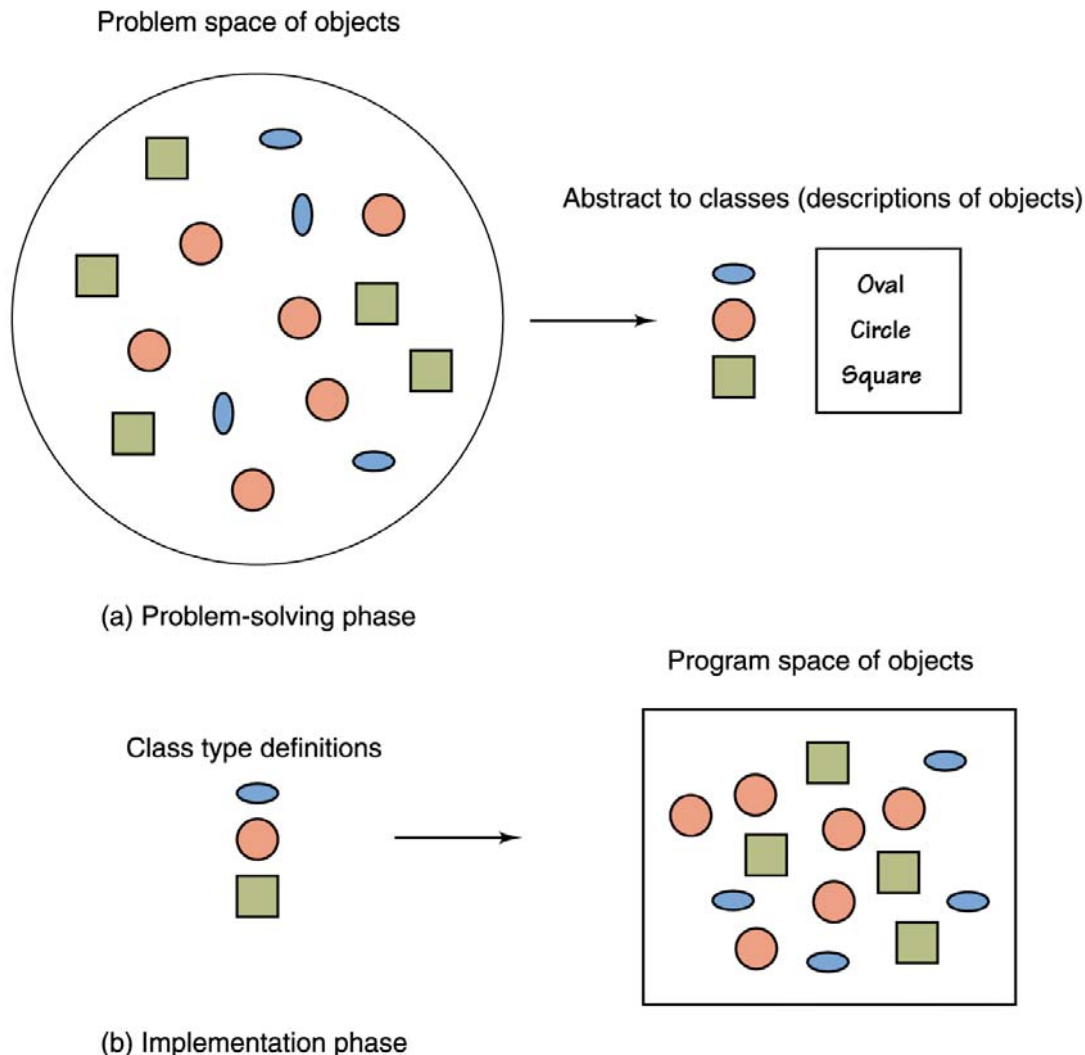 Problem space of objects
Abstract to classes (descriptions of objects)
Oval
Circle
Square
(a) Problem-solving phase
Program space of objects
Class type definitions
(b) Implementation phase